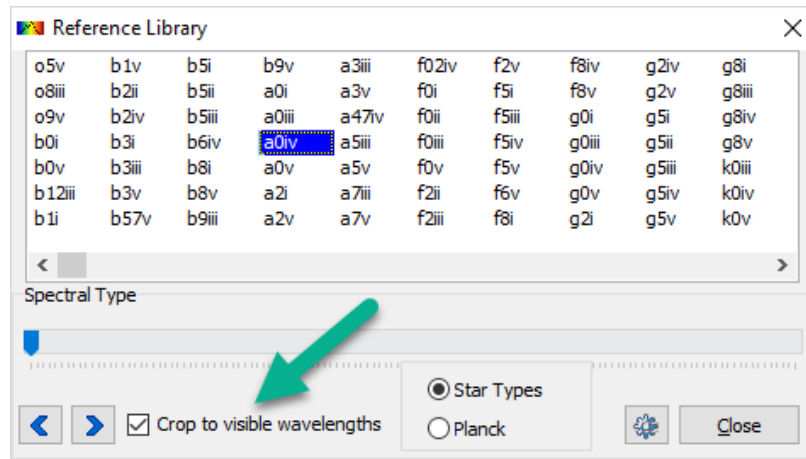 Reference Library
o5v b1v b5i b9v a3iii f02iv f2v f8iv g2iv g8i
o8iii b2ii b5ii a0i a3v f0i f5i f8v g2v g8iii
o9v b2iv b5iii a0iii a47iv f0ii f5iii g0i g5i g8iv
b0i b3i b6iv a0iv a5iii f0iii f5iv g0iii g5ii g8v
b0v b3iii b8i a0v a5v f0v f5v g0iv g5iii k0iii
b12iii b3v b8v a2i a7iii f2ii f6v g0v g5iv k0iv
b1i b57v b9iii a2v a7v f2iii f8i g2i g5v k0v
Spectral Type
Crop to visible wavelengths
Star Types
Planck
Close